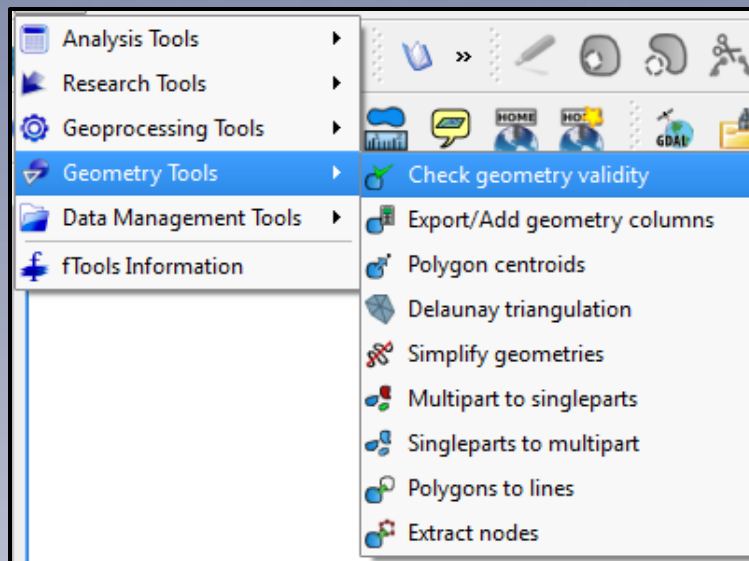 Analysis Tools
Research Tools
Geoprocessing Tools
Geometry Tools
Data Management Tools
fTools Information
»
HOME
HO
GDAL
Check geometry validity
Export/Add geometry columns
Polygon centroids
Delaunay triangulation
Simplify geometries
Multipart to singleparts
Singleparts to multipart
Polygons to lines
Extract nodes